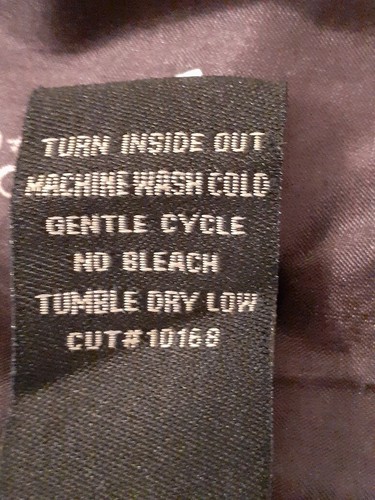 TURN INSIDE OUT
MACHINE WASH COLD
GENTLE CYCLE
NO BLEACH
TUMBLE DRY LOW
CUT#10168